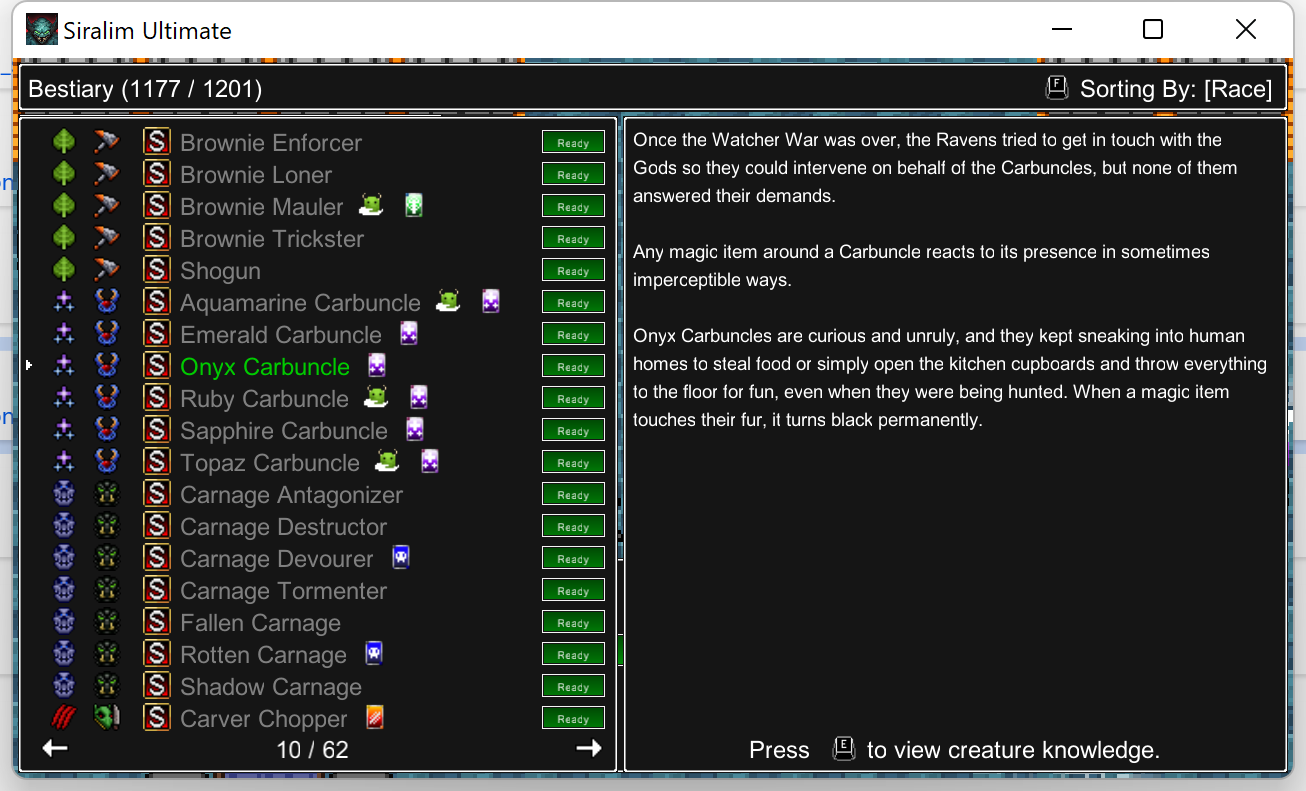 Siralim Ultimate
Bestiary (1177 / 1201)
F Sorting By: [Race]
S Brownie Enforcer Ready
S Brownie Loner Ready
S Brownie Mauler Ready
S Brownie Trickster Ready
S Shogun Ready
S Aquamarine Carbuncle Ready
S Emerald Carbuncle Ready
S Onyx Carbuncle Ready
S Ruby Carbuncle Ready
S Sapphire Carbuncle Ready
S Topaz Carbuncle Ready
S Carnage Antagonizer Ready
S Carnage Destructor Ready
S Carnage Devourer Ready
S Carnage Tormenter Ready
S Fallen Carnage Ready
S Rotten Carnage Ready
S Shadow Carnage Ready
S Carver Chopper Ready
10 / 62
Once the Watcher War was over, the Ravens tried to get in touch with the
Gods so they could intervene on behalf of the Carbuncles, but none of them
answered their demands.
Any magic item around a Carbuncle reacts to its presence in sometimes
imperceptible ways.
Onyx Carbuncles are curious and unruly, and they kept sneaking into human
homes to steal food or simply open the kitchen cupboards and throw everything
to the floor for fun, even when they were being hunted. When a magic item
touches their fur, it turns black permanently.
Press E to view creature knowledge.